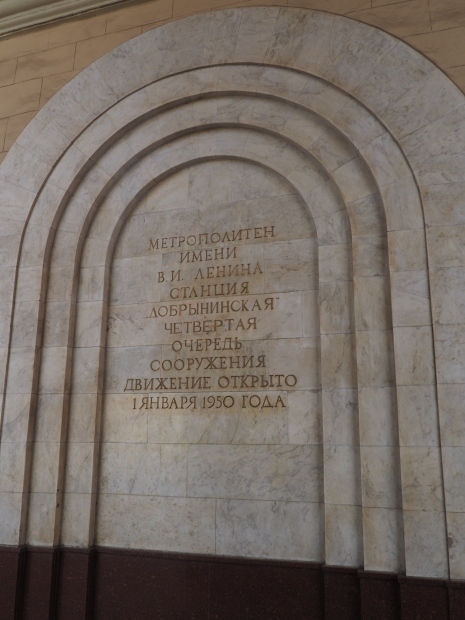 МЕТРОПОЛИТЕН
ИМЕНИ
В.И. ЛЕНИНА
СТАНЦИЯ
„ДОБРЫНИНСКАЯ"
ЧЕТВЕРТАЯ
ОЧЕРЕДЬ
СООРУЖЕНИЯ
ДВИЖЕНИЕ ОТКРЫТО
1 ЯНВАРЯ 1950 ГОДА